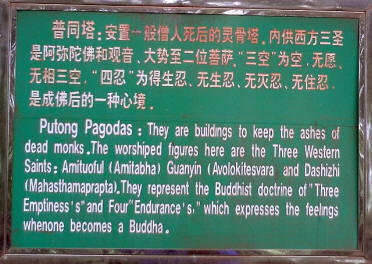 普同塔：安置一般僧人死后的灵骨塔。内供西方三圣
是阿弥陀佛和观音、大势至二位菩萨。“三空”为空、无愿、
无相三空。“四忍”为得生忍、无生忍、无灭忍、无住忍，
是成佛后的一种心境。
Putong Pagodas : They are buildings to keep the ashes of
dead monks.The worshiped figures here are the Three Western
Saints: Amituoful (Amitabha) Guanyin (Avolokitesvara) and Dashizhi
(Mahasthamaprapta).They represent the Buddhist doctrine of "Three
Emptiness's" and Four "Endurance's," which expresses the feelings
whenone becomes a Buddha.